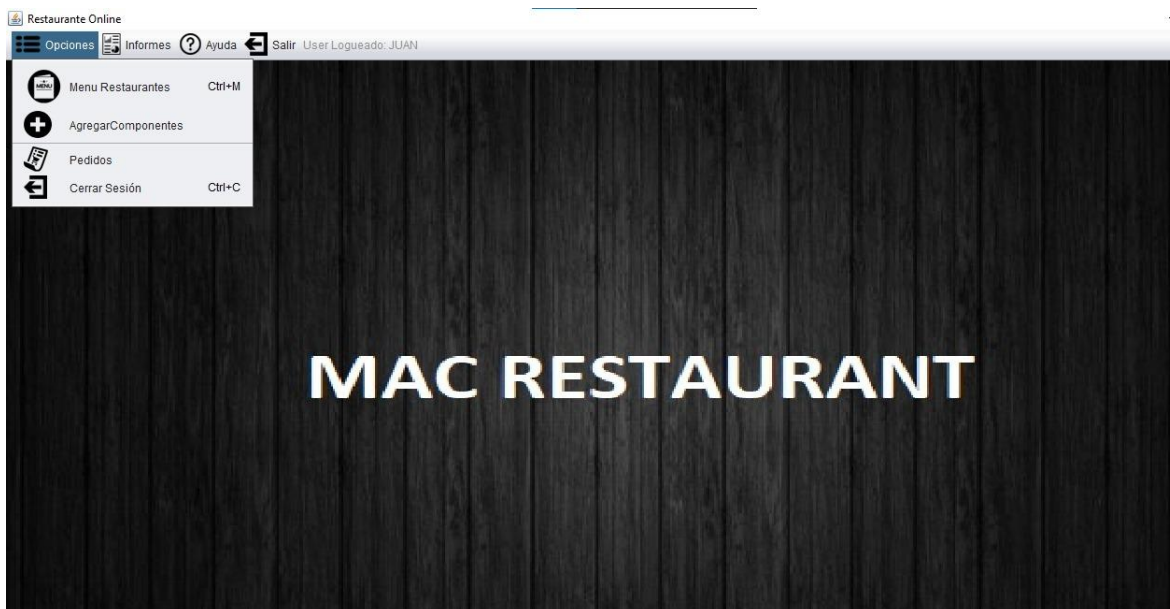 Restaurante Online
Opciones Informes Ayuda Salir User Logueado: JUAN
MENU
Menu Restaurantes Ctrl+M
AgregarComponentes
Pedidos
Cerrar Sesión Ctrl+C
MAC RESTAURANT